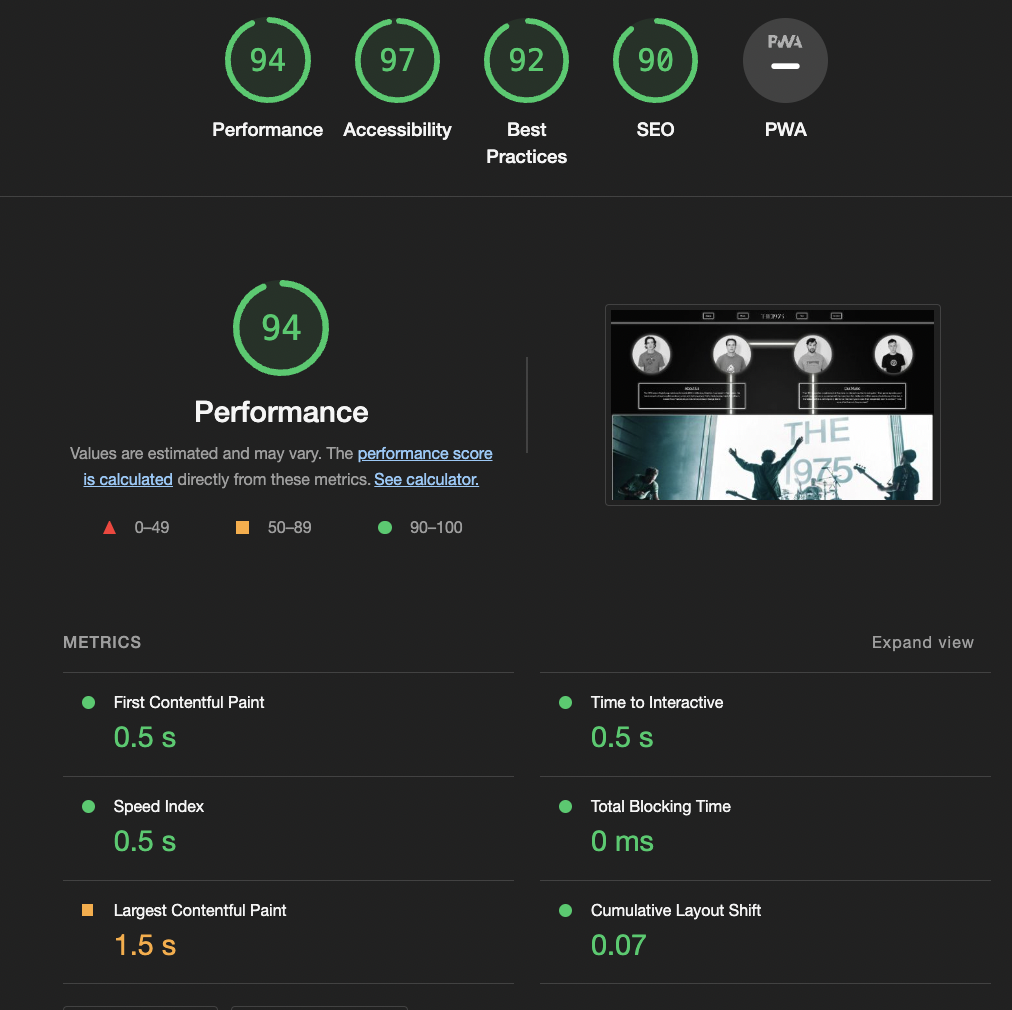 94
97
92
90
PWA
Performance
Accessibility
Best
Practices
SEO
PWA
94
Performance
Values are estimated and may vary. The performance score
is calculated directly from these metrics. See calculator.
0–49
50–89
90–100
THE
1975
METRICS
Expand view
First Contentful Paint
0.5 s
Time to Interactive
0.5 s
Speed Index
0.5 s
Total Blocking Time
0 ms
Largest Contentful Paint
1.5 s
Cumulative Layout Shift
0.07